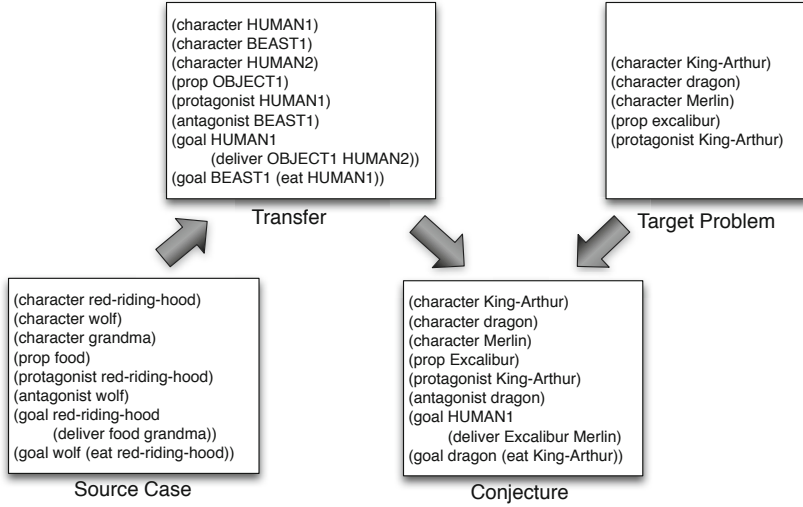 (character HUMAN1)
(character BEAST1)
(character HUMAN2)
(prop OBJECT1)
(protagonist HUMAN1)
(antagonist BEAST1)
(goal HUMAN1
(deliver OBJECT1 HUMAN2))
(goal BEAST1 (eat HUMAN1))
Transfer
(character King-Arthur)
(character dragon)
(character Merlin)
(prop excalibur)
(protagonist King-Arthur)
Target Problem
(character red-riding-hood)
(character wolf)
(character grandma)
(prop food)
(protagonist red-riding-hood)
(antagonist wolf)
(goal red-riding-hood
(deliver food grandma))
(goal wolf (eat red-riding-hood))
Source Case
(character King-Arthur)
(character dragon)
(character Merlin)
(prop Excalibur)
(protagonist King-Arthur)
(antagonist dragon)
(goal HUMAN1
(deliver Excalibur Merlin)
(goal dragon (eat King-Arthur))
Conjecture